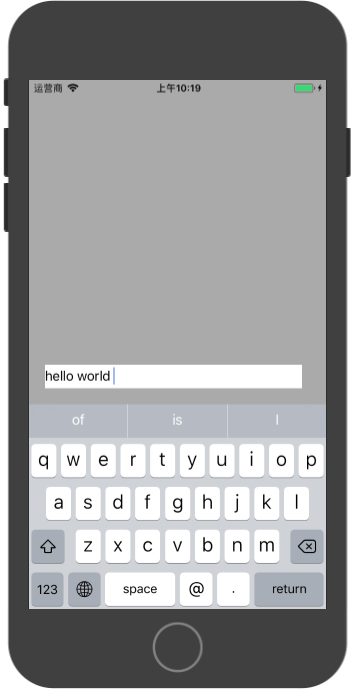 运营商 上午10:19
hello world
of is I
q w e r t y u i o p
a s d f g h j k l
z x c v b n m
123 space @ . return